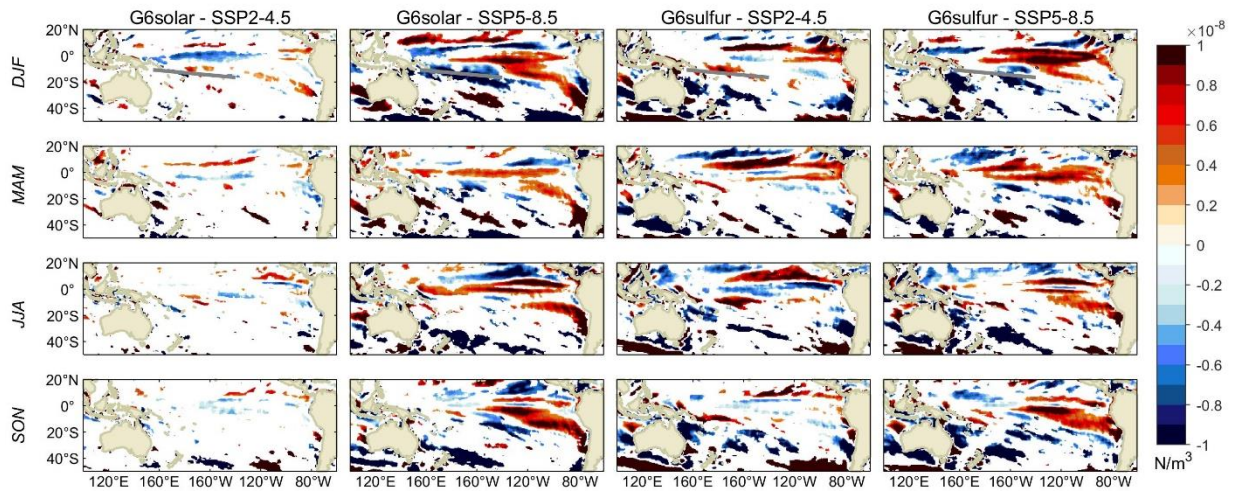 G6solar - SSP2-4.5 G6solar - SSP5-8.5 G6sulfur - SSP2-4.5 G6sulfur - SSP5-8.5
×10⁻⁸
DJF
20°N
0°
20°S
40°S
MAM
20°N
0°
20°S
40°S
JJA
20°N
0°
20°S
40°S
SON
20°N
0°
20°S
40°S
120°E 160°E 160°W 120°W 80°W 120°E 160°E 160°W 120°W 80°W 120°E 160°E 160°W 120°W 80°W 120°E 160°E 160°W 120°W 80°W
1
0.8
0.6
0.4
0.2
0
-0.2
-0.4
-0.6
-0.8
-1
N/m³